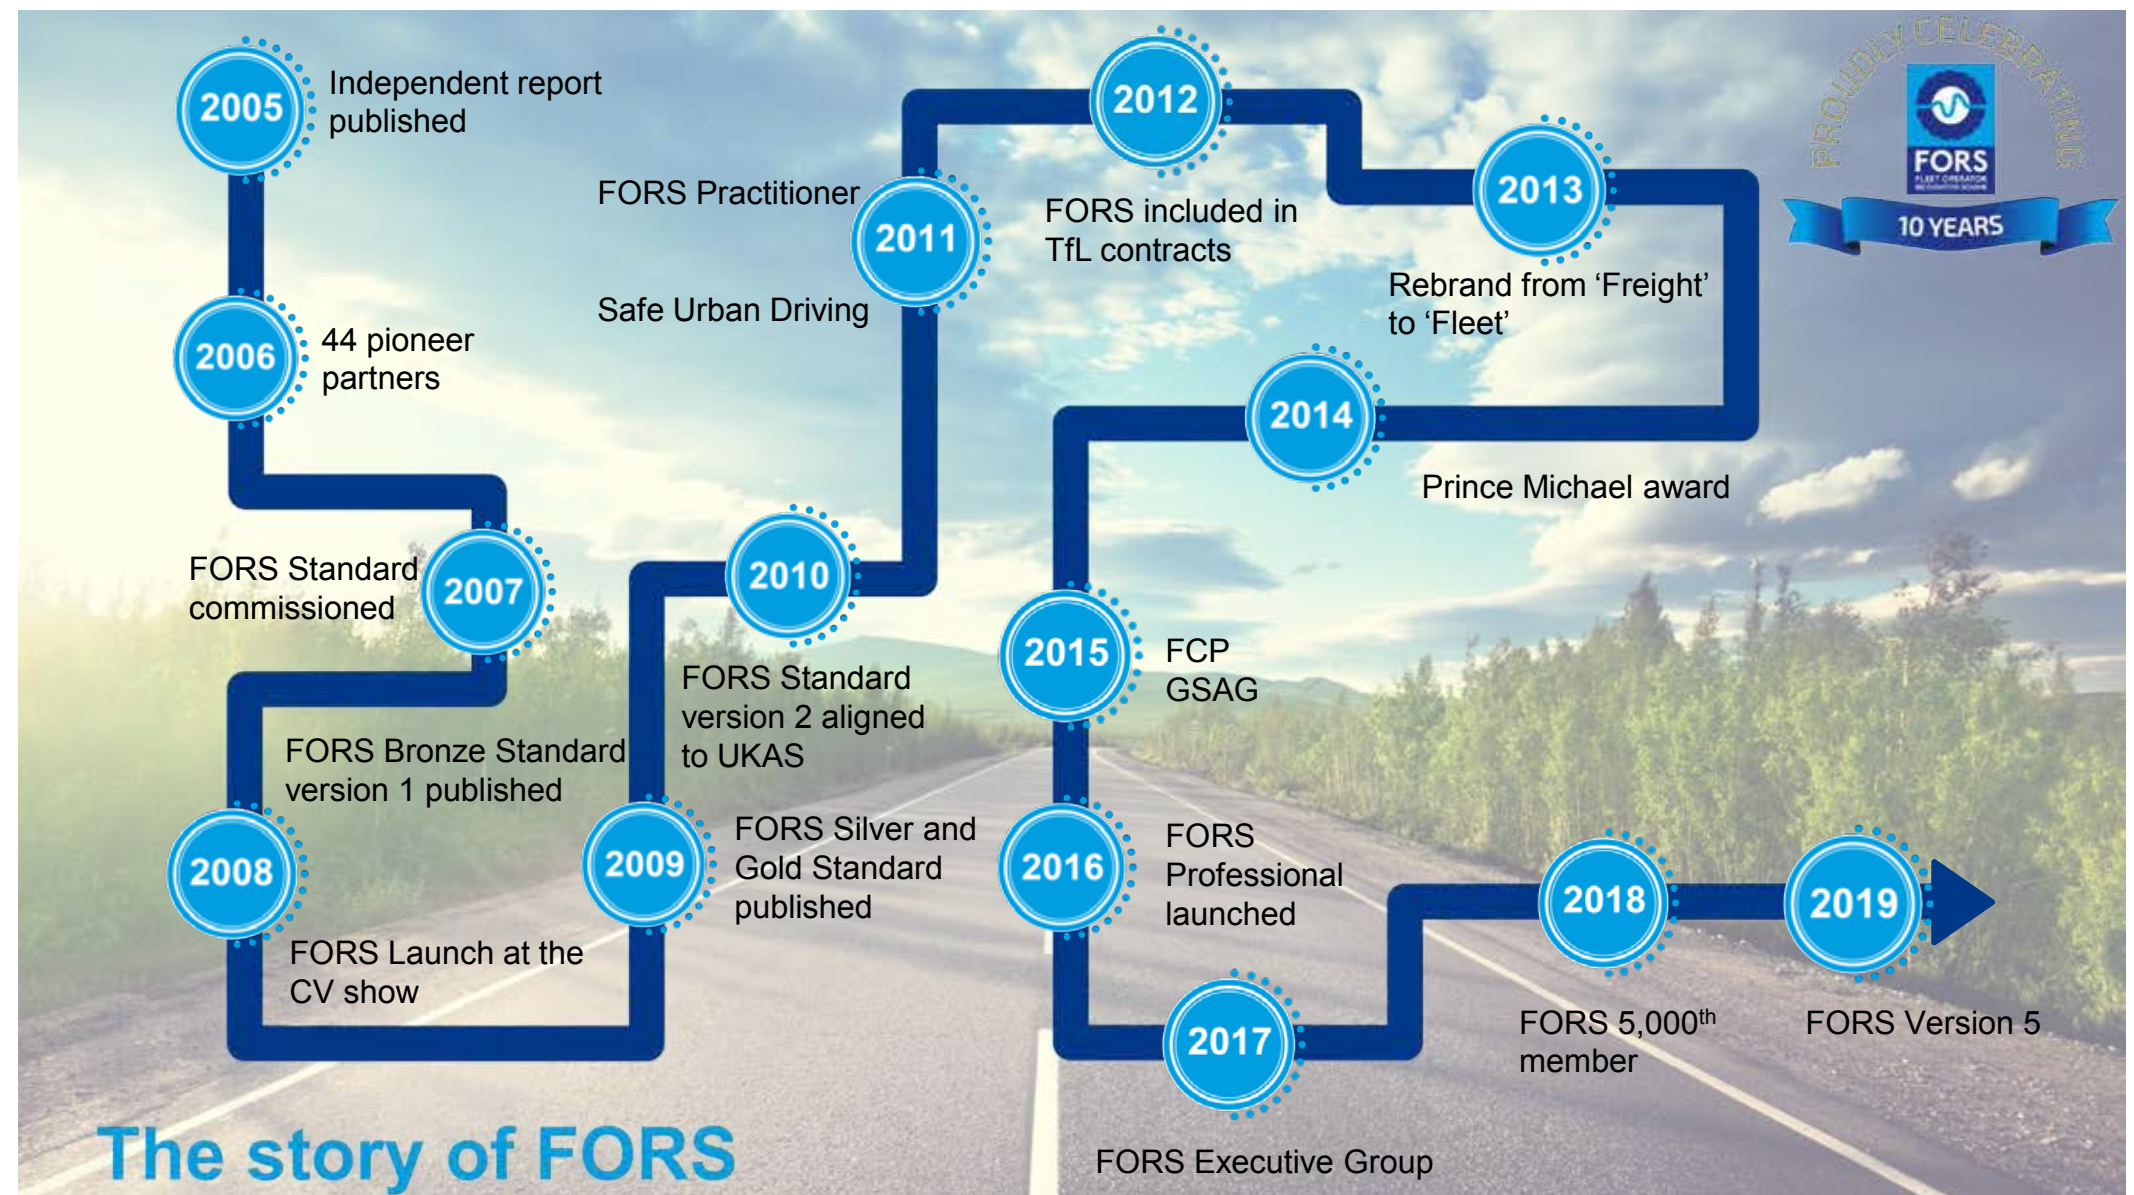 2005
Independent report
published
2006
44 pioneer
partners
2007
FORS Standard
commissioned
2008
FORS Bronze Standard
version 1 published
FORS Launch at the
CV show
2009
FORS Silver and
Gold Standard
published
2010
FORS Standard
version 2 aligned
to UKAS
2011
FORS Practitioner
Safe Urban Driving
2012
FORS included in
TfL contracts
2013
Rebrand from ‘Freight’
to ‘Fleet’
2014
Prince Michael award
2015
FCP
GSAG
2016
FORS
Professional
launched
2017
FORS Executive Group
2018
FORS 5,000th
member
2019
FORS Version 5
PROUDLY CELEBRATING
FORS
FLEET OPERATOR
RECOGNITION SCHEME
10 YEARS
The story of FORS